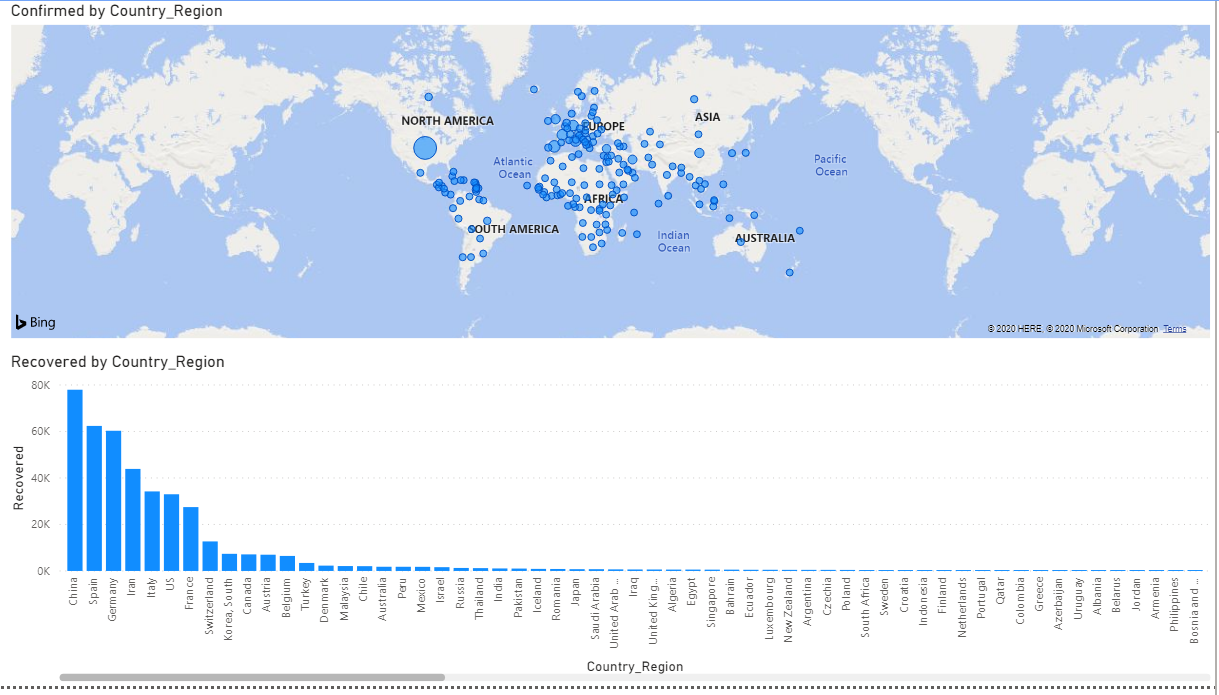 Confirmed by Country_Region
NORTH AMERICA
EUROPE
ASIA
Atlantic
Ocean
Pacific
Ocean
AFRICA
SOUTH AMERICA
Indian
Ocean
AUSTRALIA
Bing
© 2020 HERE, © 2020 Microsoft Corporation Terms
Recovered by Country_Region
80K
60K
40K
20K
0K
Recovered
China
Spain
Germany
Iran
Italy
US
France
Switzerland
Korea, South
Canada
Austria
Belgium
Turkey
Denmark
Malaysia
Chile
Australia
Peru
Mexico
Israel
Russia
Thailand
India
Pakistan
Iceland
Romania
Japan
Saudi Arabia
United Arab ...
Iraq
United King...
Algeria
Egypt
Singapore
Bahrain
Ecuador
Luxembourg
New Zealand
Argentina
Czechia
Poland
South Africa
Sweden
Croatia
Indonesia
Finland
Netherlands
Portugal
Qatar
Colombia
Greece
Azerbaijan
Uruguay
Albania
Belarus
Jordan
Armenia
Philippines
Bosnia and ...
Country_Region